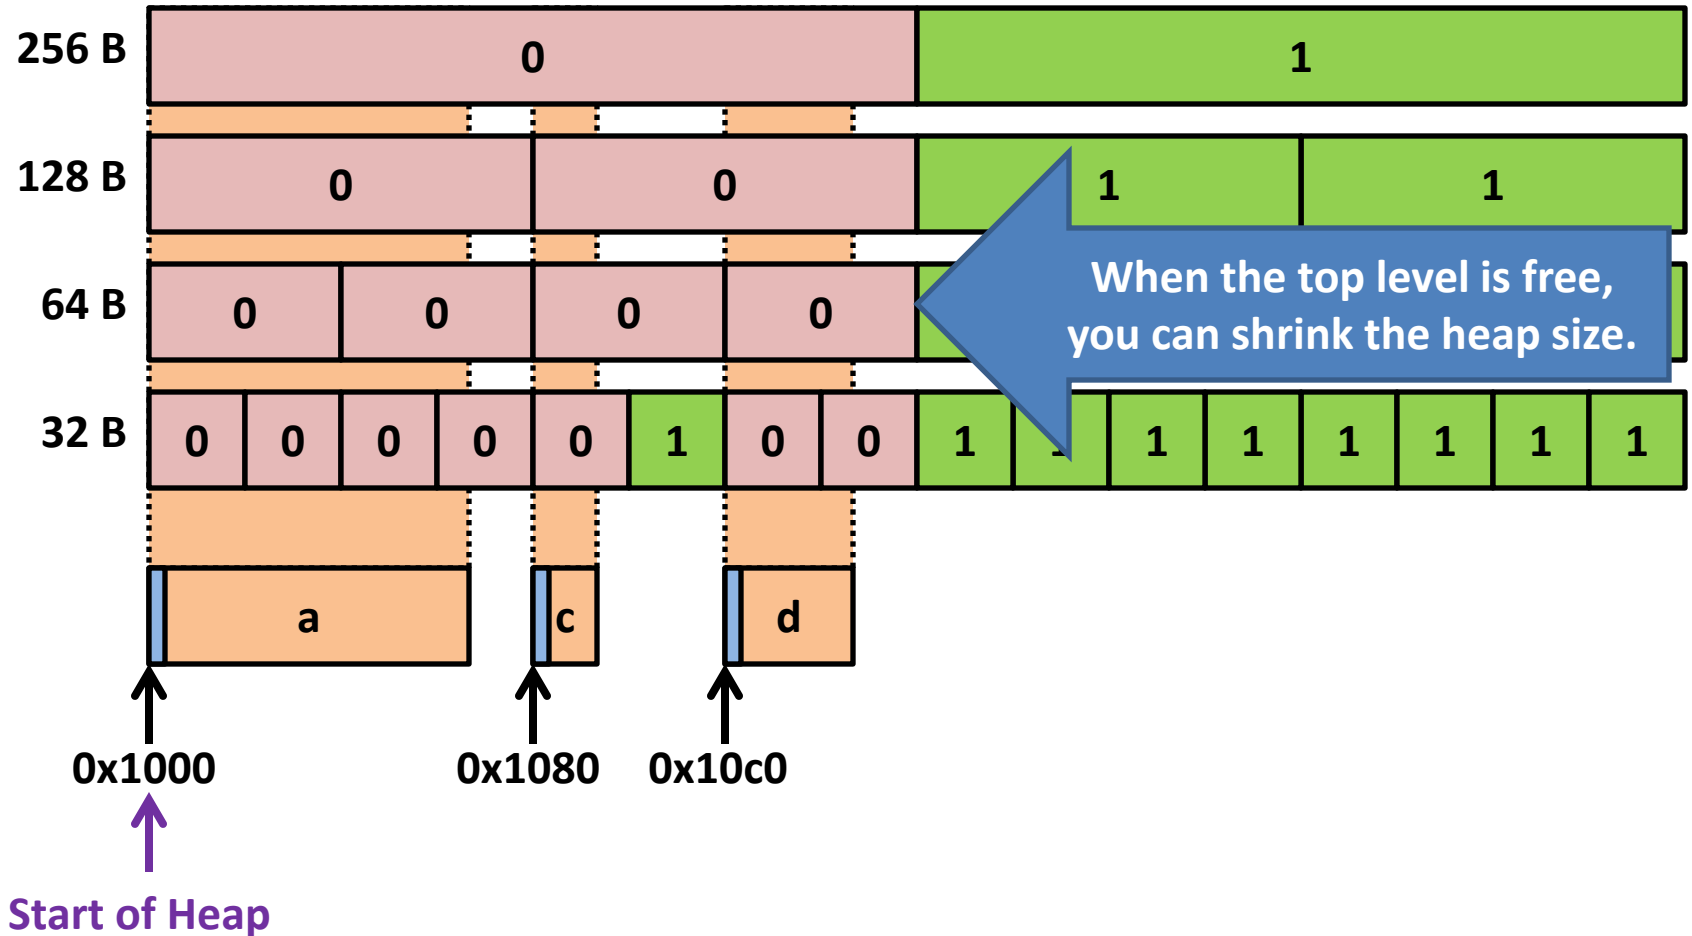 256 B 0 1
128 B 0 0 1 1
64 B 0 0 0 0
When the top level is free,
you can shrink the heap size.
32 B 0 0 0 0 0 1 0 0 1 1 1 1 1 1 1
a c d
0x1000 0x1080 0x10c0
Start of Heap